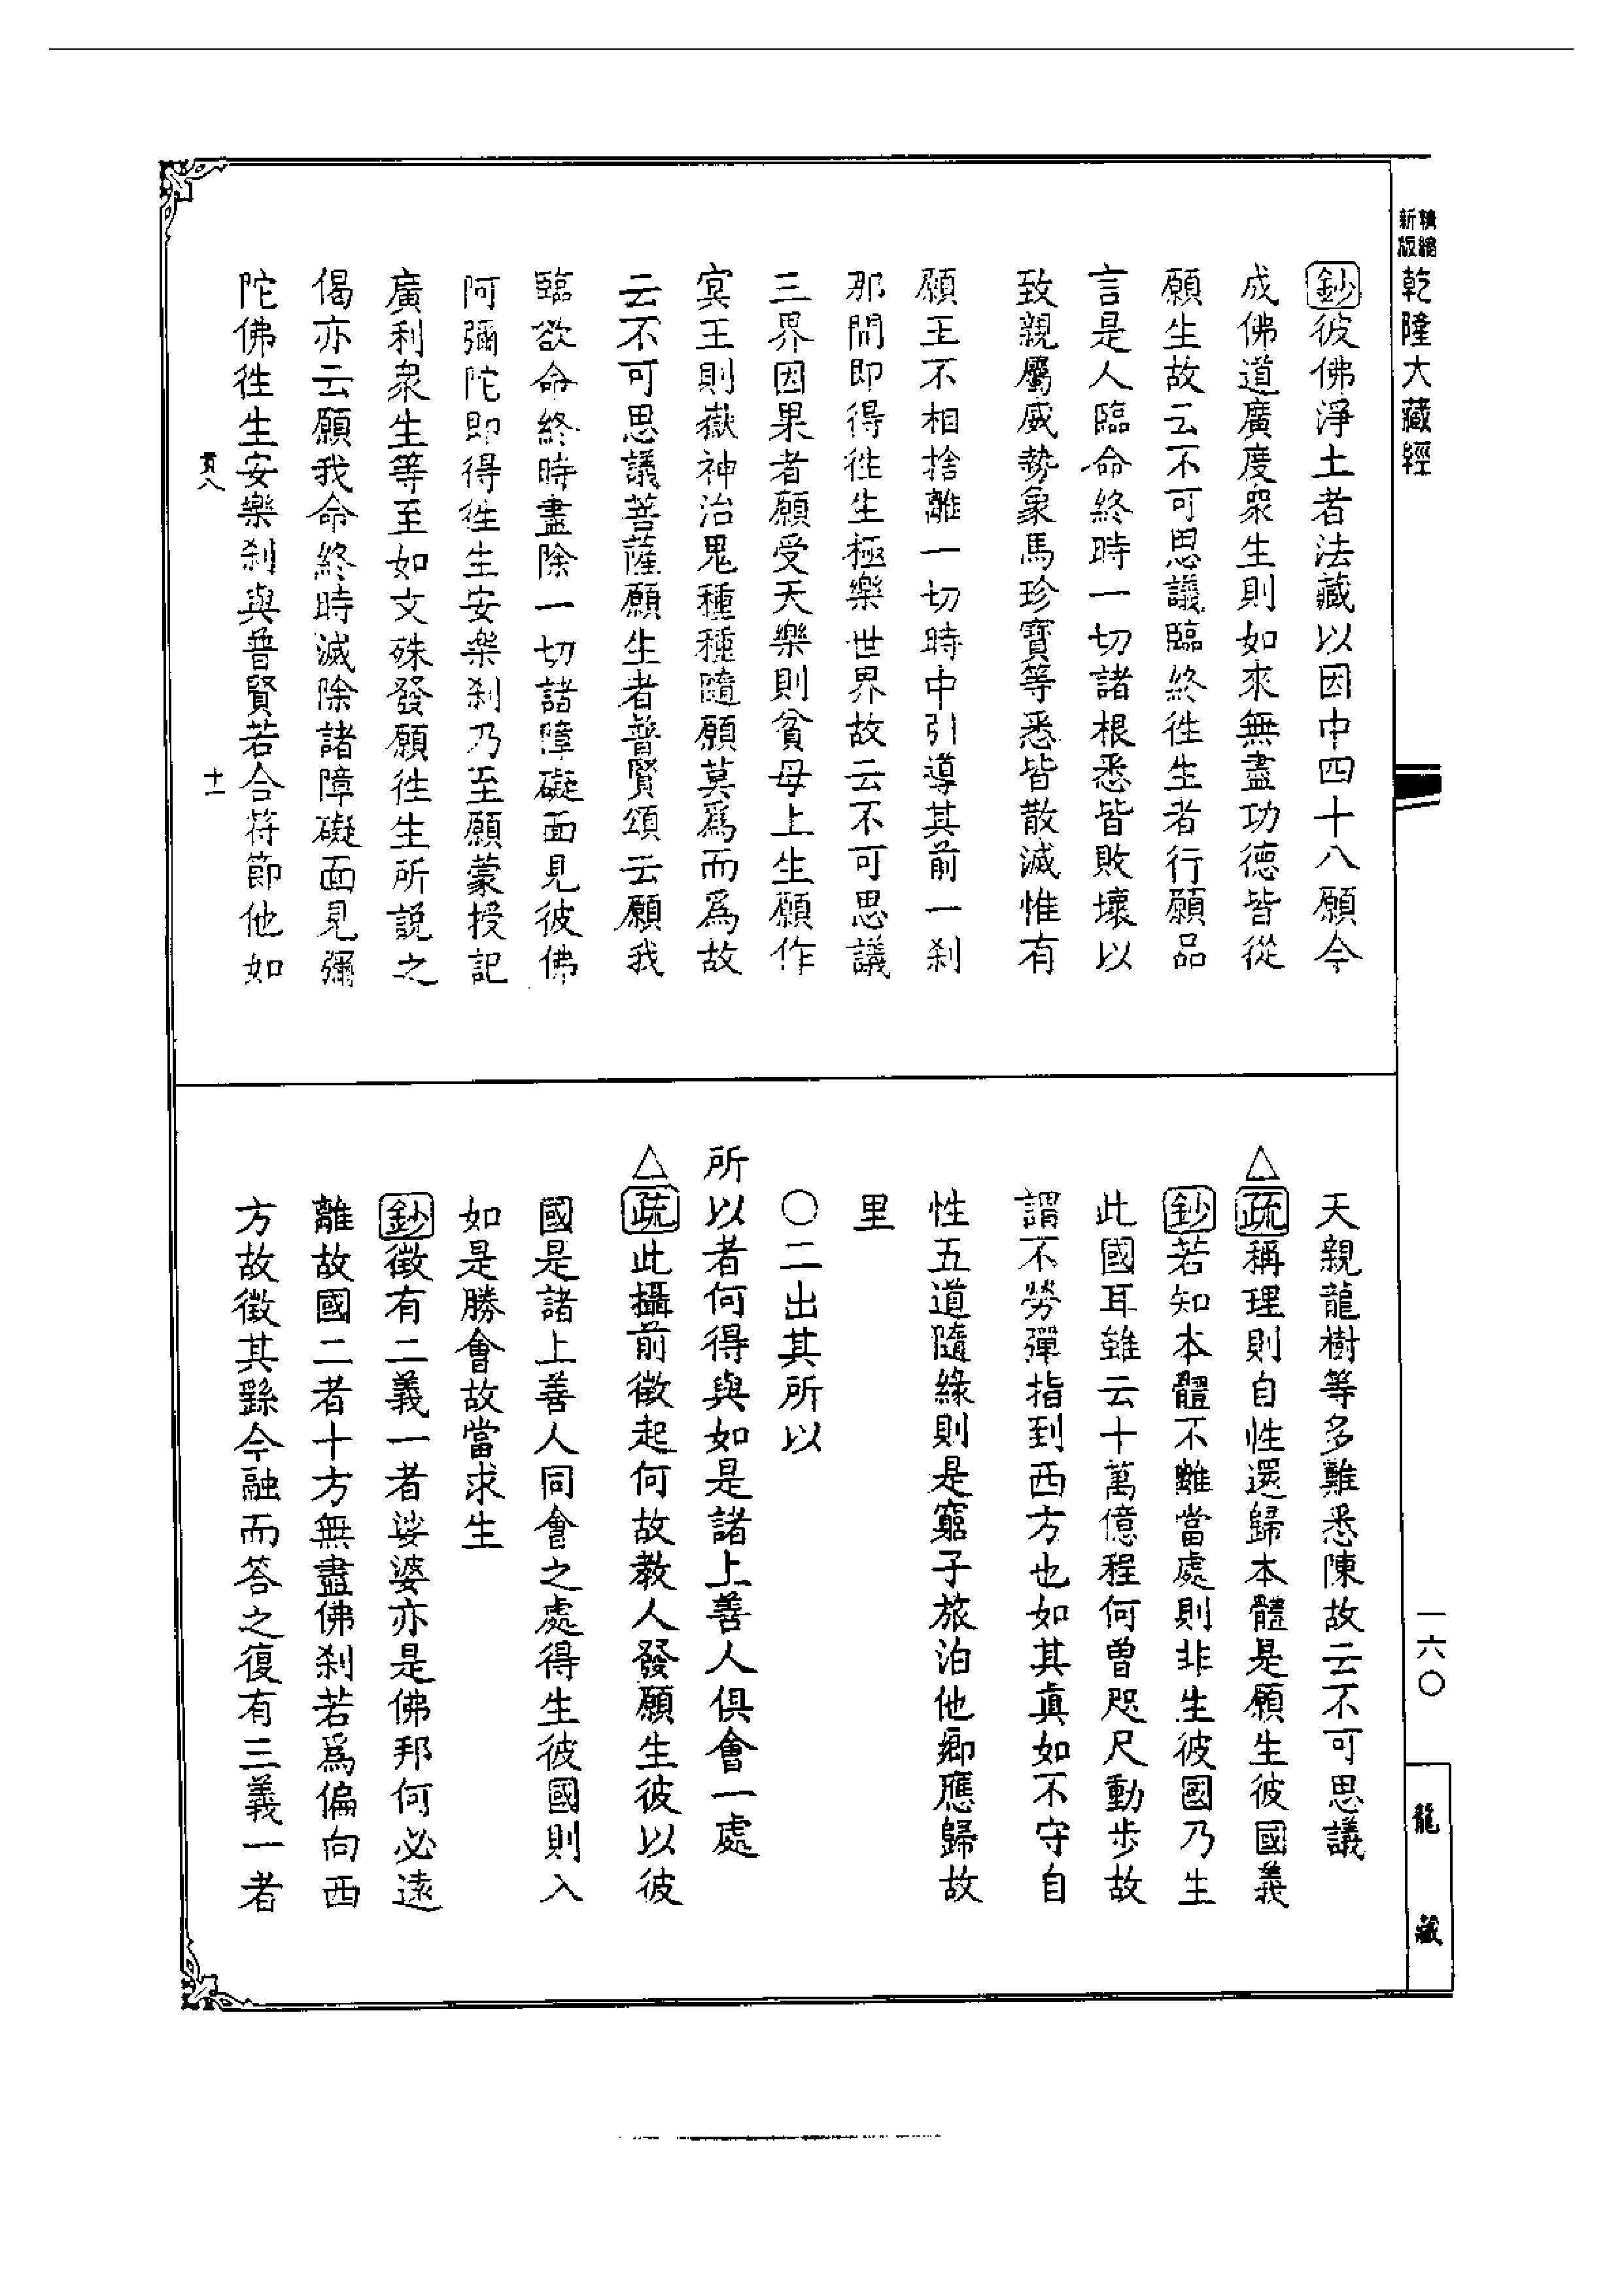 新版精縮
乾隆大藏經
鈔彼佛淨土者法藏以因中四十八願今
成佛道廣度衆生則如來無盡功德皆從
願生故云不可思議臨終徃生者行願品
言是人臨命終時一切諸根悉皆敗壞以
致親屬威勢象馬珍寶等悉皆散滅惟有
願王不相捨離一切時中引導其前一刹
那間即得徃生極樂世界故云不可思議
三界因果者願受天樂則貧母上生願作
冥王則嶽神治鬼種種隨願莫爲而爲故
云不可思議菩薩願生者普賢頌云願我
臨欲命終時盡除一切諸障礙面見彼佛
阿彌陀即得徃生安樂刹乃至願蒙授記
廣利衆生等至如文殊發願徃生所説之
偈亦云願我命終時滅除諸障礙面見彌
陀佛徃生安樂刹與普賢若合符節他如
貫八
十一
天親龍樹等多難悉陳故云不可思議
△疏稱理則自性還歸本體是願生彼國義
鈔若知本體不離當處則非生彼國乃生
此國耳雖云十萬億程何曾咫尺動步故
謂不勞彈指到西方也如其眞如不守自
性五道隨緣則是窮子旅泊他鄉應歸故
里
○二出其所以
所以者何得與如是諸上善人俱會一處
△疏此攝前徵起何故教人發願生彼以彼
國是諸上善人同會之處得生彼國則入
如是勝會故當求生
鈔徵有二義一者娑婆亦是佛邦何必遠
離故國二者十方無盡佛刹若爲偏向西
方故徵其繇今融而答之復有三義一者
一六〇
龍藏